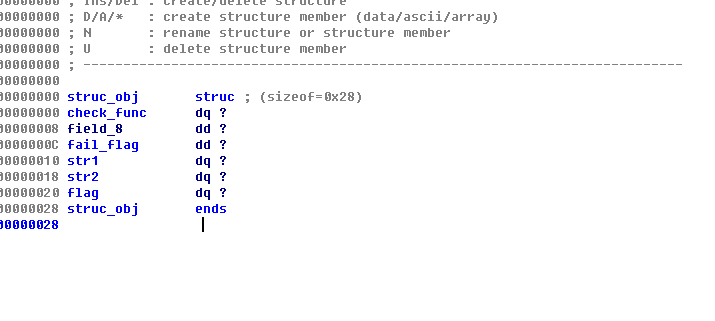 00000000 ; Ins/Del : create/delete structure
00000000 ; D/A/* : create structure member (data/ascii/array)
00000000 ; N : rename structure or structure member
00000000 ; U : delete structure member
00000000 ; ---------------------------------------------------------------------------
00000000
00000000 struc_obj struc ; (sizeof=0x28)
00000000 check_func dq ?
00000008 field_8 dd ?
0000000C fail_flag dd ?
00000010 str1 dq ?
00000018 str2 dq ?
00000020 flag dq ?
00000028 struc_obj ends
00000028